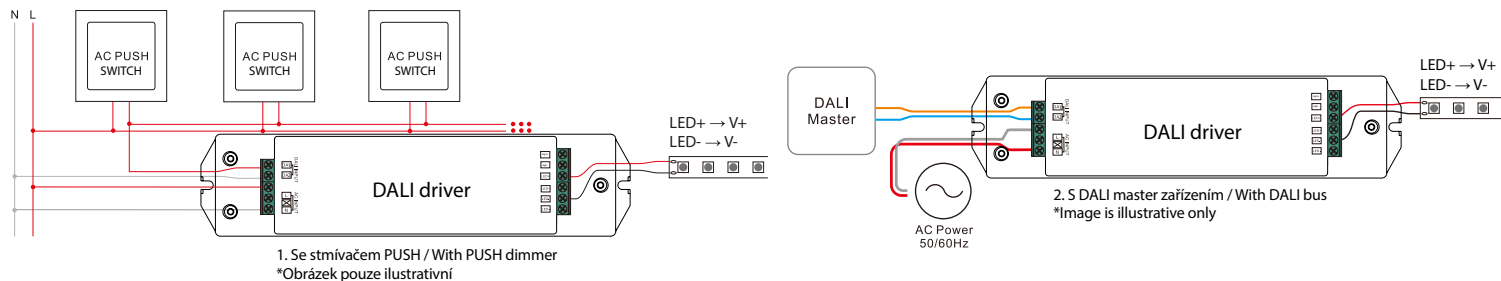 N L
AC PUSH
SWITCH
AC PUSH
SWITCH
AC PUSH
SWITCH
LED+ → V+
LED- → V-
DALI driver
1. Se stmívačem PUSH / With PUSH dimmer
*Obrázek pouze ilustrativní
DALI
Master
AC Power
50/60Hz
DALI driver
LED+ → V+
LED- → V-
2. S DALI master zařízením / With DALI bus
*Image is illustrative only